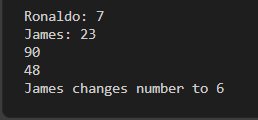 Ronaldo: 7
James: 23
90
48
James changes number to 6